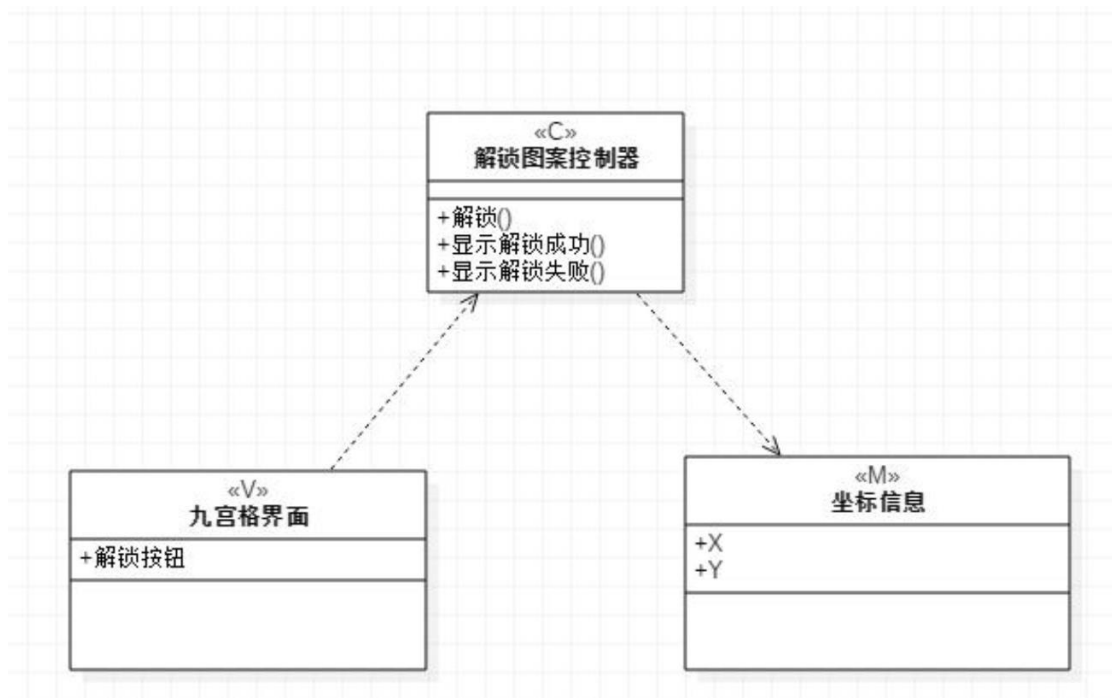 «C»
解锁图案控制器
+解锁()
+显示解锁成功()
+显示解锁失败()
«V»
九宫格界面
+解锁按钮
«M»
坐标信息
+X
+Y